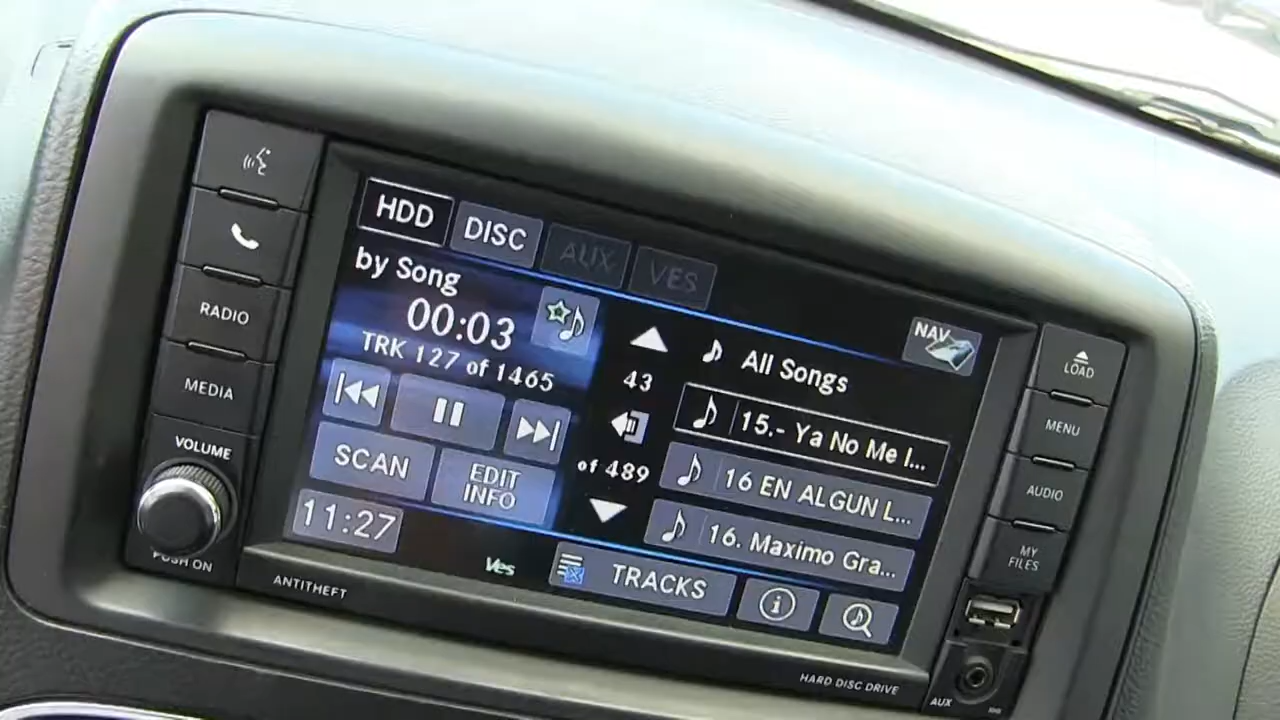 HDD
DISC
AUX
VES
NAV
by Song
00:03
TRK 127 of 1465
SCAN
EDIT
INFO
11:27
Ves
43
of 489
All Songs
15.- Ya No Me I...
16 EN ALGUN L...
16. Maximo Gra...
TRACKS
RADIO
MEDIA
VOLUME
PUSH ON
ANTITHEFT
LOAD
MENU
AUDIO
MY
FILES
HARD DISC DRIVE
AUX